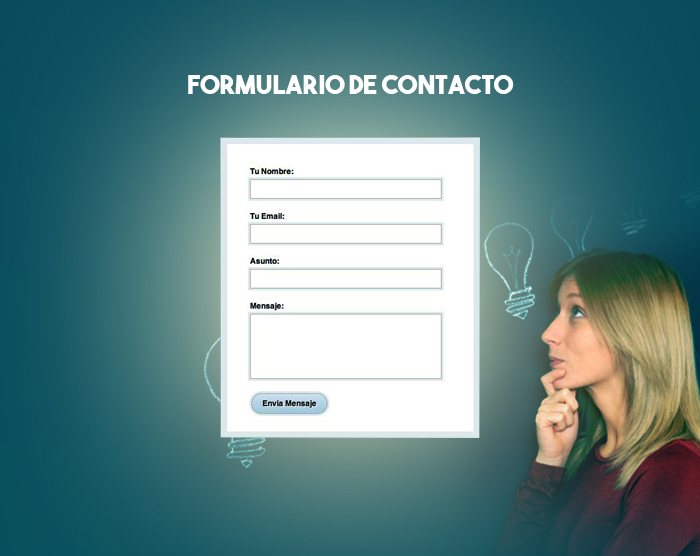 FORMULARIO DE CONTACTO
Tu Nombre:
Tu Email:
Asunto:
Mensaje:
Envia Mensaje